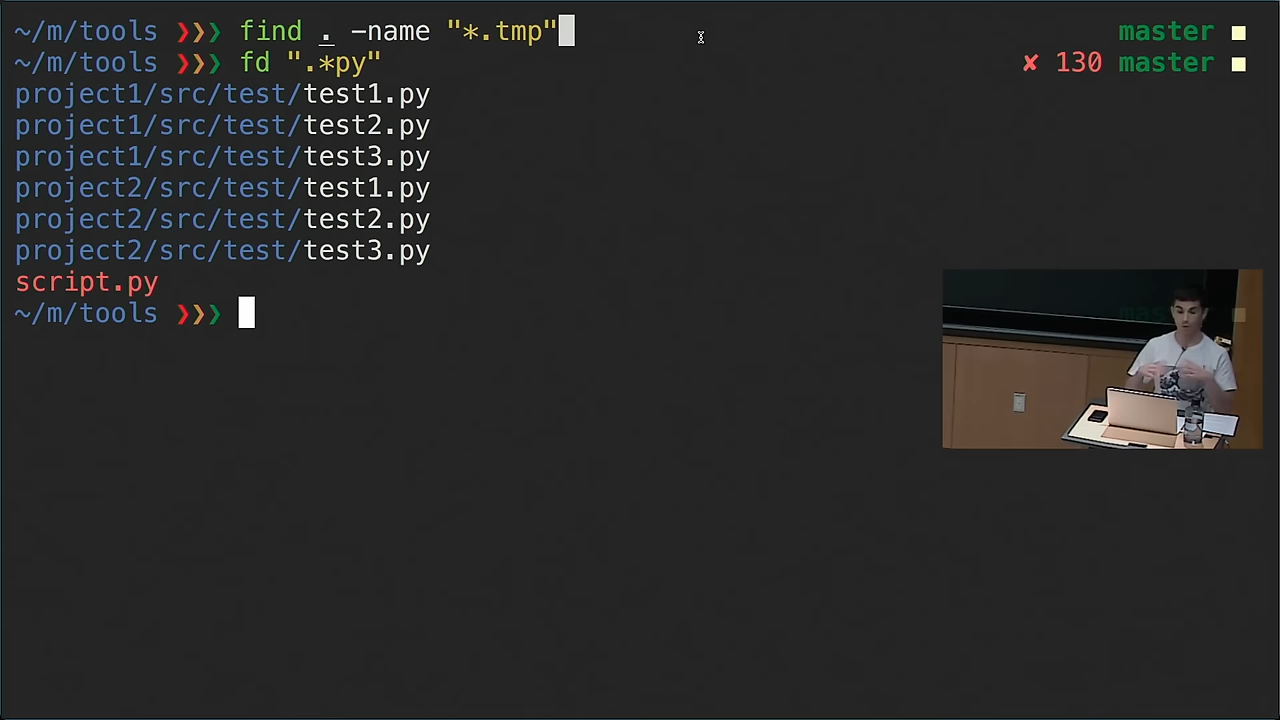 ~/m/tools ❯❯❯ find . -name "*.tmp" master ■
~/m/tools ❯❯❯ fd ".*py" ✘ 130 master ■
project1/src/test/test1.py
project1/src/test/test2.py
project1/src/test/test3.py
project2/src/test/test1.py
project2/src/test/test2.py
project2/src/test/test3.py
script.py
~/m/tools ❯❯❯ master ■